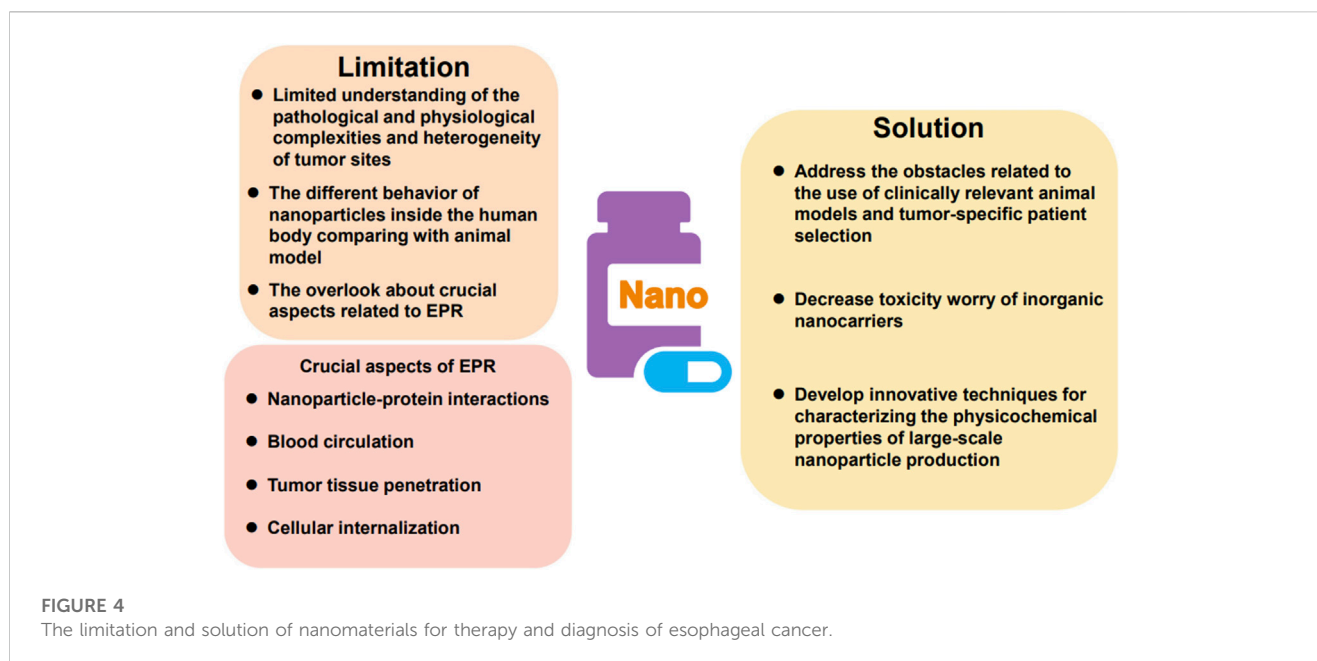 Limitation
● Limited understanding of the
pathological and physiological
complexities and heterogeneity
of tumor sites
● The different behavior of
nanoparticles inside the human
body comparing with animal
model
● The overlook about crucial
aspects related to EPR
Crucial aspects of EPR
● Nanoparticle-protein interactions
● Blood circulation
● Tumor tissue penetration
● Cellular internalization
Nano
Solution
● Address the obstacles related to
the use of clinically relevant animal
models and tumor-specific patient
selection
● Decrease toxicity worry of inorganic
nanocarriers
● Develop innovative techniques for
characterizing the physicochemical
properties of large-scale
nanoparticle production
FIGURE 4
The limitation and solution of nanomaterials for therapy and diagnosis of esophageal cancer.